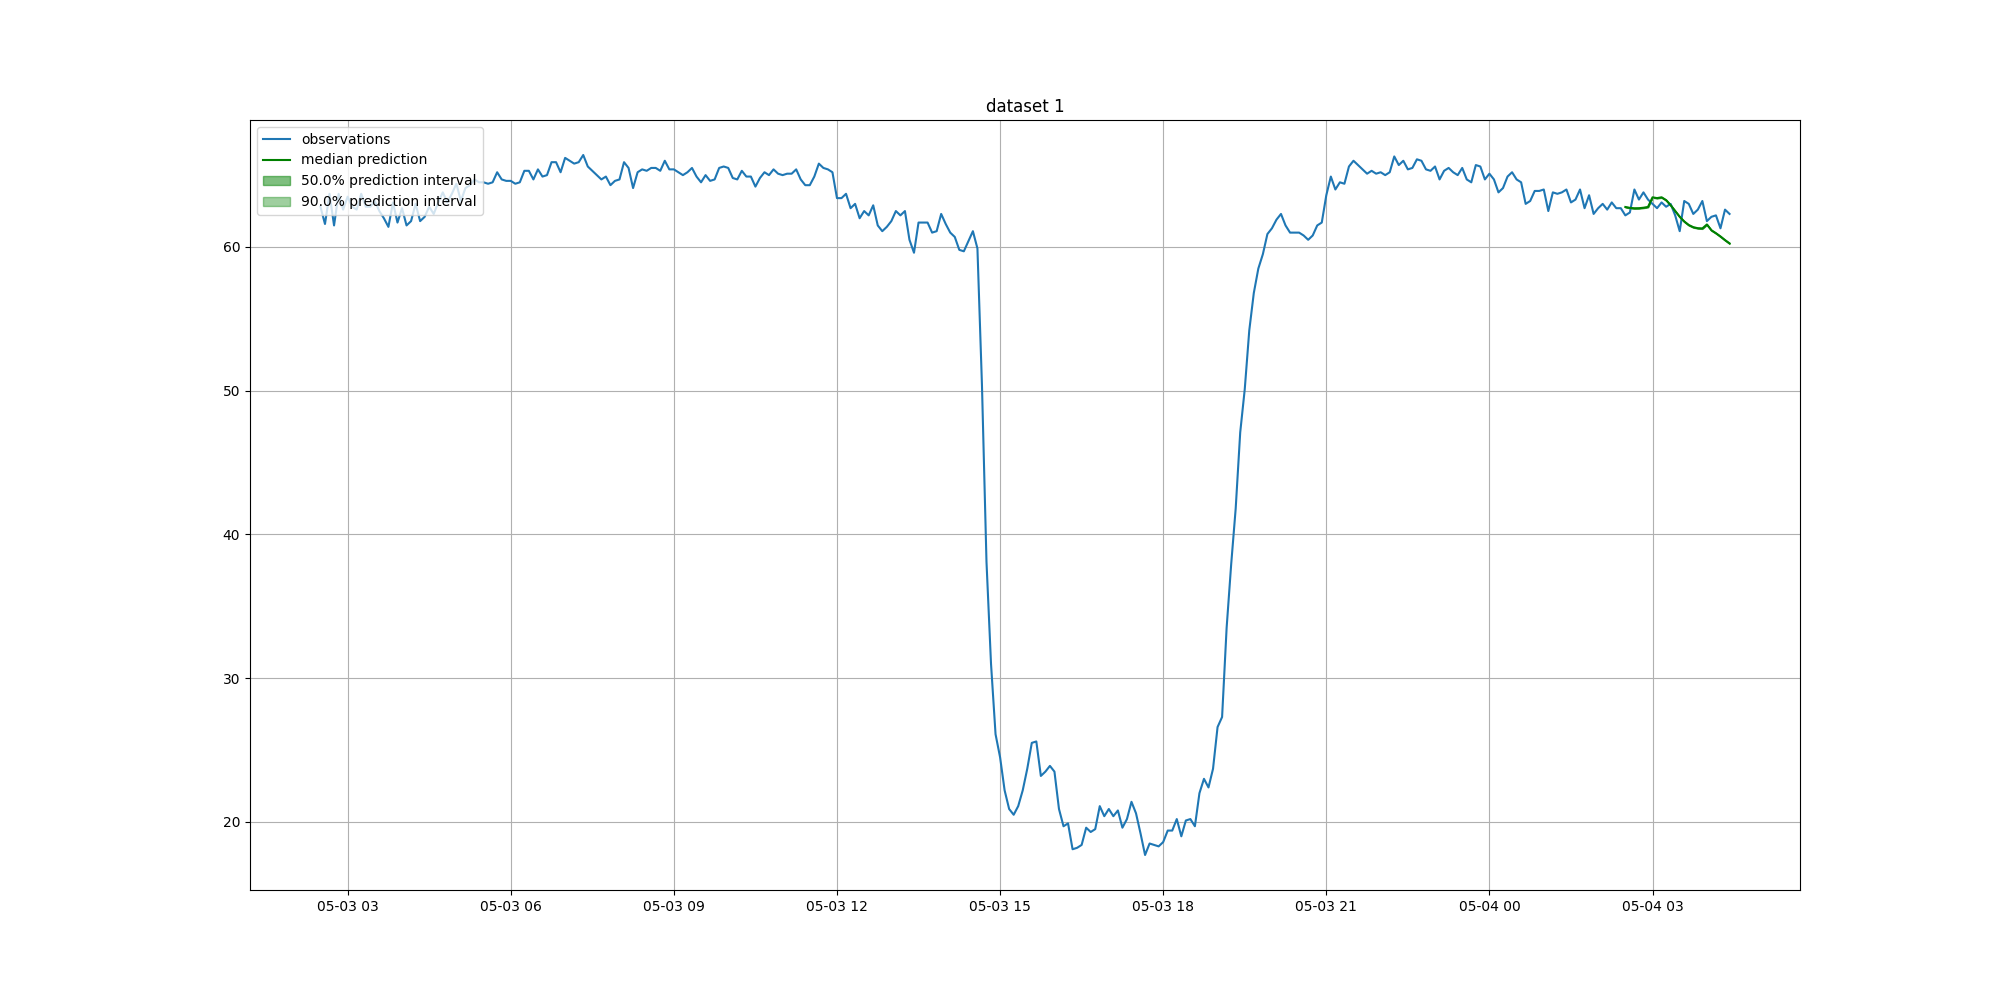 dataset 1
observations
median prediction
50.0% prediction interval
90.0% prediction interval
60
50
40
30
20
05-03 03 05-03 06 05-03 09 05-03 12 05-03 15 05-03 18 05-03 21 05-04 00 05-04 03